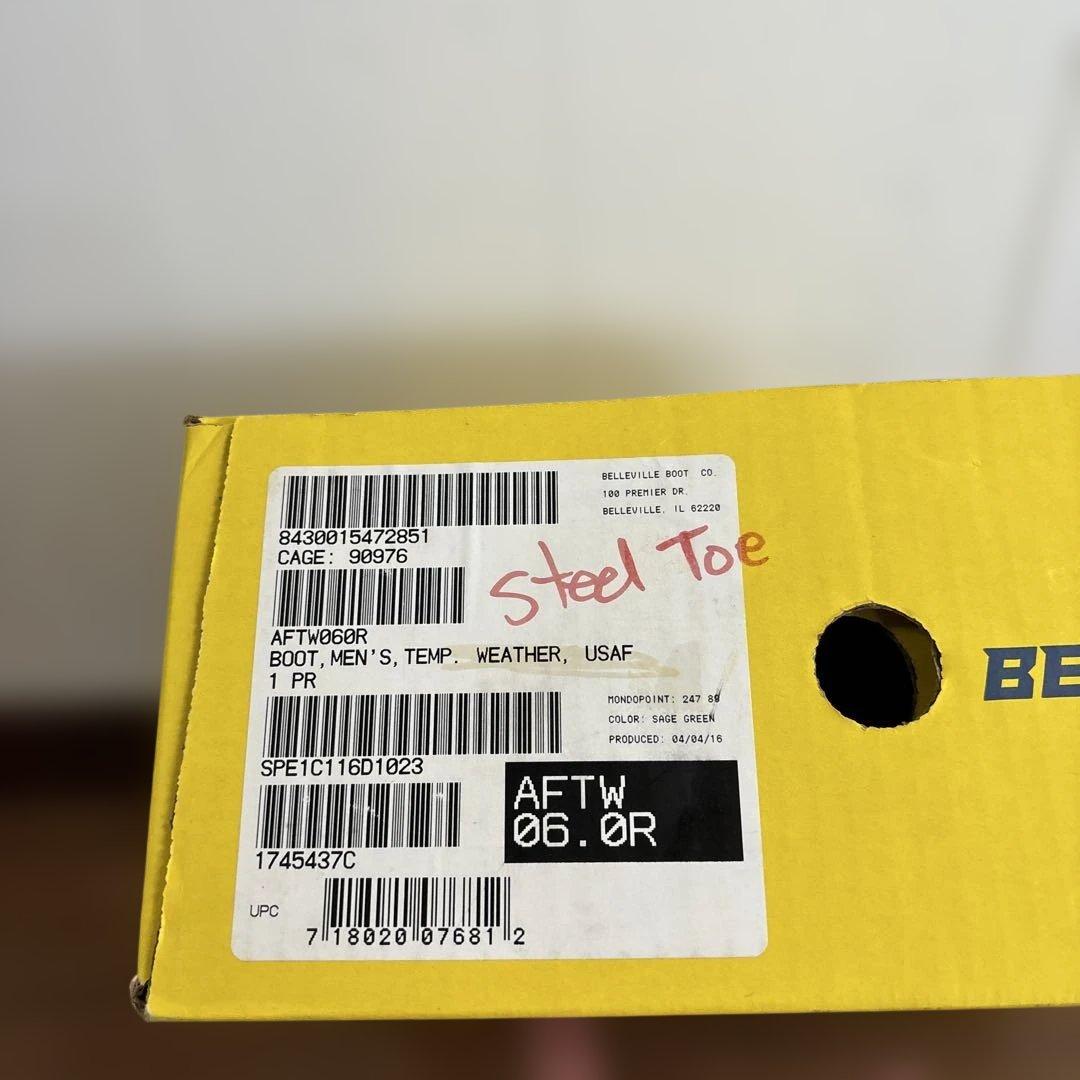 BELLEVILLE BOOT CO.
100 PREMIER DR.
BELLEVILLE, IL 62220
8430015472851
CAGE: 90976
Steel Toe
AFTW060R
BOOT,MEN'S,TEMP. WEATHER, USAF
1 PR
MONDOPOINT: 247 89
COLOR: SAGE GREEN
PRODUCED: 04/04/16
SPE1C116D1023
AFTW
06.0R
1745437C
UPC
7 18020 07681 2
BE